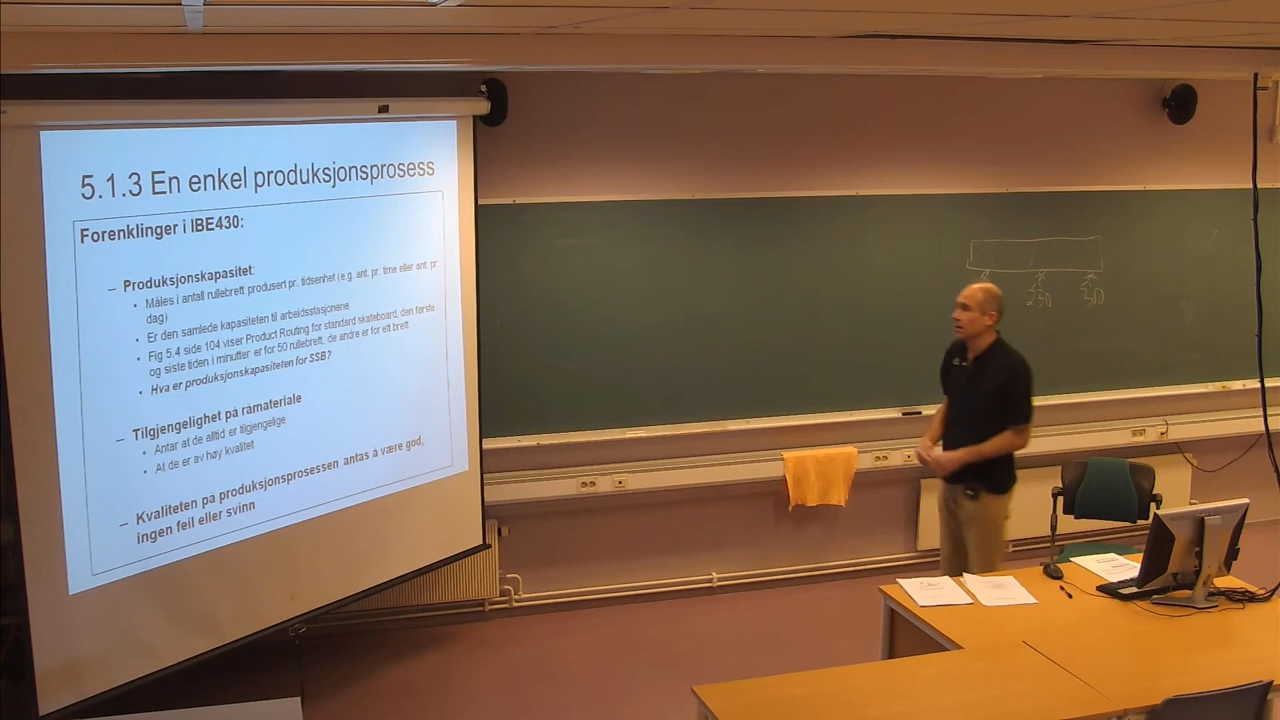 5.1.3 En enkel produksjonsprosess
Forenklinger i IBE430:
– Produksjonskapasitet:
• Måles i antall rullebrett produsert pr. tidsenhet (e.g. ant. pr. time eller ant. pr.
dag)
• Er den samlede kapasiteten til arbeidsstasjonene
• Fig 5.4 side 104 viser Product Routing for standard skateboard, den første
og siste tiden i minutter er for 50 rullebrett, de andre er for ett brett
• Hva er produksjonskapasiteten for SSB?
– Tilgjengelighet på råmateriale
• Antar at de alltid er tilgjengelige
• At de er av høy kvalitet
– Kvaliteten på produksjonsprosessen antas å være god,
ingen feil eller svinn
230